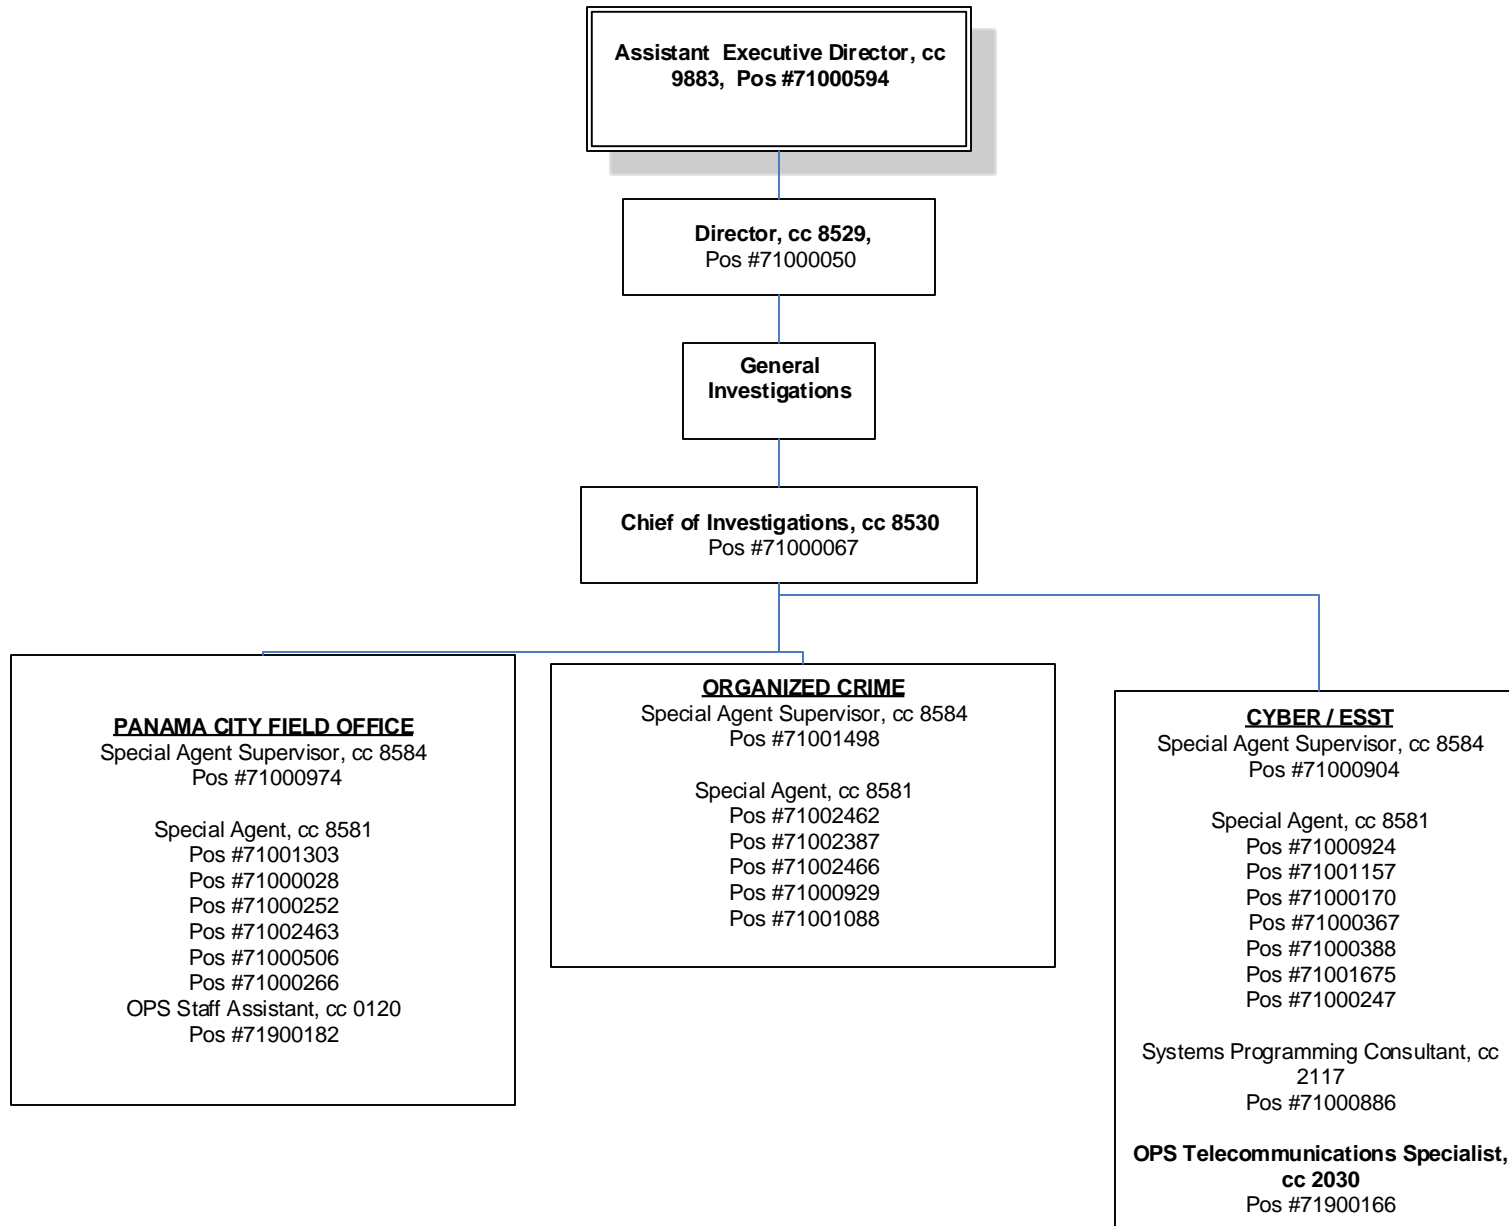 Assistant Executive Director, cc
9883, Pos #71000594
Director, cc 8529,
Pos #71000050
General
Investigations
Chief of Investigations, cc 8530
Pos #71000067
PANAMA CITY FIELD OFFICE
Special Agent Supervisor, cc 8584
Pos #71000974
Special Agent, cc 8581
Pos #71001303
Pos #71000028
Pos #71000252
Pos #71002463
Pos #71000506
Pos #71000266
OPS Staff Assistant, cc 0120
Pos #71900182
ORGANIZED CRIME
Special Agent Supervisor, cc 8584
Pos #71001498
Special Agent, cc 8581
Pos #71002462
Pos #71002387
Pos #71002466
Pos #71000929
Pos #71001088
CYBER / ESST
Special Agent Supervisor, cc 8584
Pos #71000904
Special Agent, cc 8581
Pos #71000924
Pos #71001157
Pos #71000170
Pos #71000367
Pos #71000388
Pos #71001675
Pos #71000247
Systems Programming Consultant, cc
2117
Pos #71000886
OPS Telecommunications Specialist,
cc 2030
Pos #71900166